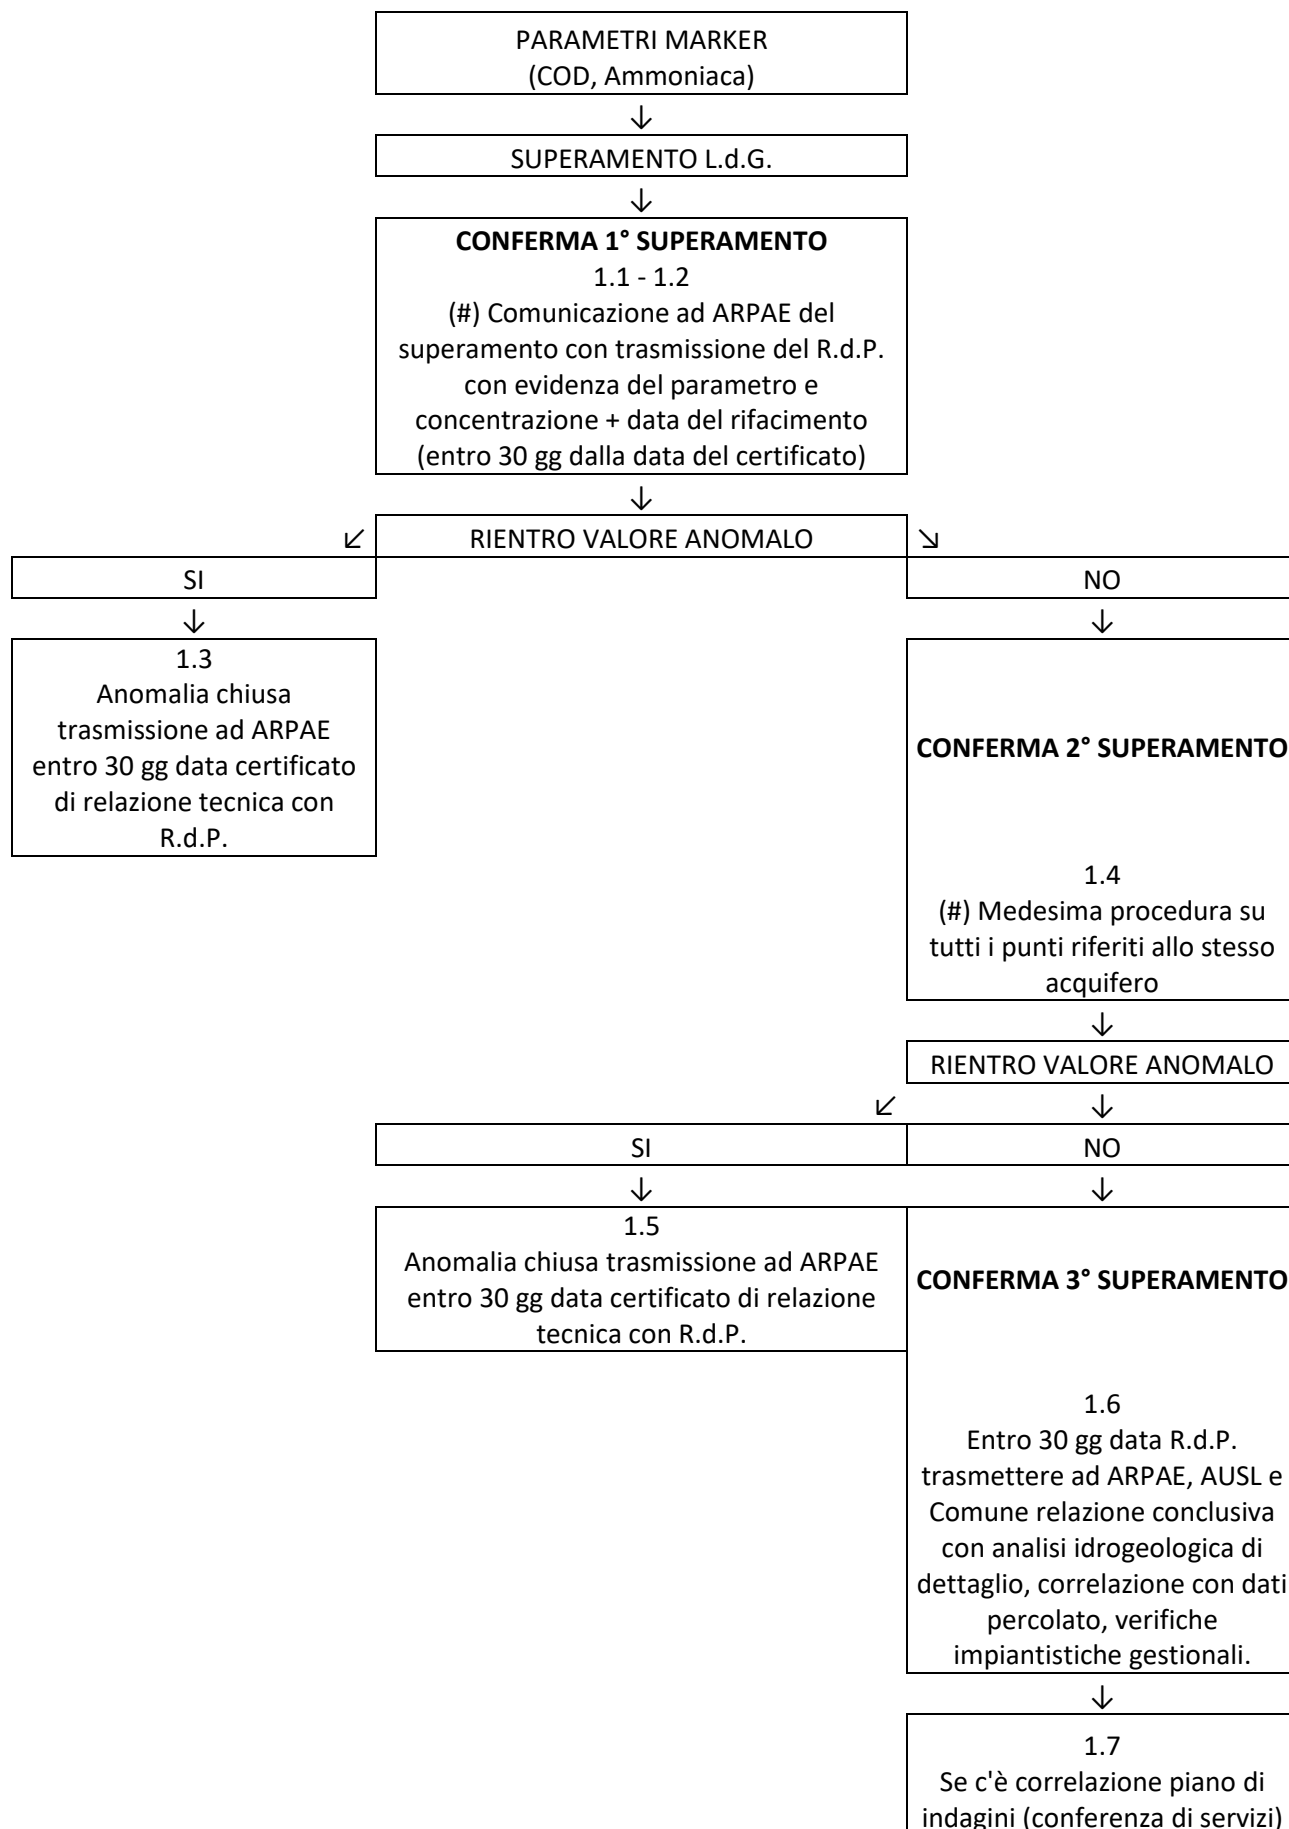 PARAMETRI MARKER
(COD, Ammoniaca)
↓
SUPERAMENTO L.d.G.
↓
CONFERMA 1° SUPERAMENTO
1.1 - 1.2
(#) Comunicazione ad ARPAE del
superamento con trasmissione del R.d.P.
con evidenza del parametro e
concentrazione + data del rifacimento
(entro 30 gg dalla data del certificato)
↓
↙ RIENTRO VALORE ANOMALO ↘
SI
NO
↓
↓
1.3
Anomalia chiusa
trasmissione ad ARPAE
entro 30 gg data certificato
di relazione tecnica con
R.d.P.
CONFERMA 2° SUPERAMENTO
1.4
(#) Medesima procedura su
tutti i punti riferiti allo stesso
acquifero
↓
RIENTRO VALORE ANOMALO
↙ ↓
SI
NO
↓
↓
1.5
Anomalia chiusa trasmissione ad ARPAE
entro 30 gg data certificato di relazione
tecnica con R.d.P.
CONFERMA 3° SUPERAMENTO
1.6
Entro 30 gg data R.d.P.
trasmettere ad ARPAE, AUSL e
Comune relazione conclusiva
con analisi idrogeologica di
dettaglio, correlazione con dati
percolato, verifiche
impiantistiche gestionali.
↓
1.7
Se c'è correlazione piano di
indagini (conferenza di servizi)